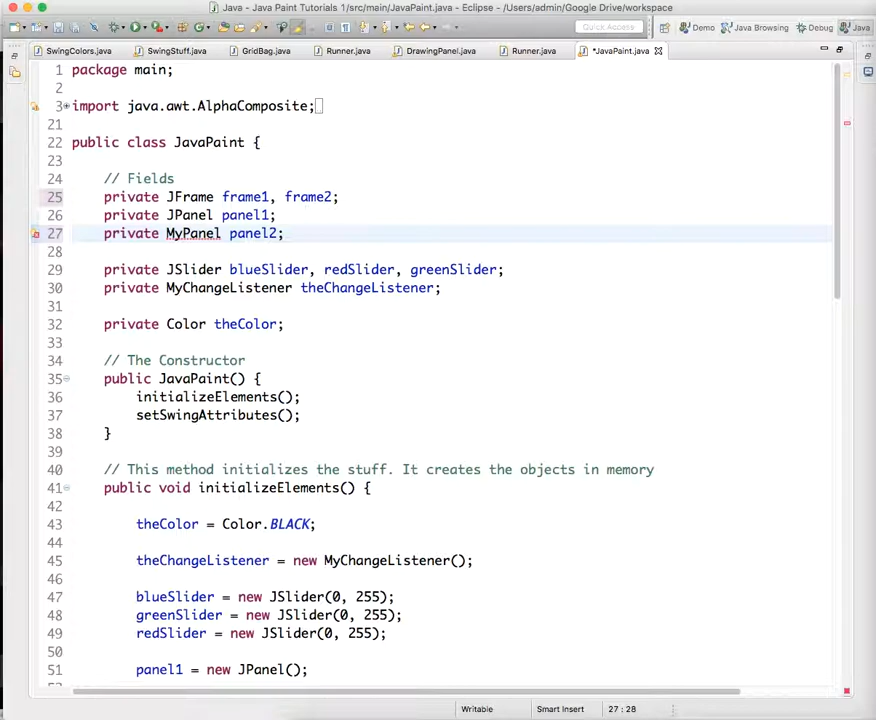 Java - Java Paint Tutorials 1/src/main/JavaPaint.java - Eclipse - /Users/admin/Google Drive/workspace
Quick Access
Demo
Java Browsing
Debug
Java
SwingColors.java
SwingStuff.java
GridBag.java
Runner.java
DrawingPanel.java
Runner.java
*JavaPaint.java
1 package main;
2
3 import java.awt.AlphaComposite;
21
22 public class JavaPaint {
23
24 // Fields
25 private JFrame frame1, frame2;
26 private JPanel panel1;
27 private MyPanel panel2;
28
29 private JSlider blueSlider, redSlider, greenSlider;
30 private MyChangeListener theChangeListener;
31
32 private Color theColor;
33
34 // The Constructor
35 public JavaPaint() {
36 initializeElements();
37 setSwingAttributes();
38 }
39
40 // This method initializes the stuff. It creates the objects in memory
41 public void initializeElements() {
42
43 theColor = Color.BLACK;
44
45 theChangeListener = new MyChangeListener();
46
47 blueSlider = new JSlider(0, 255);
48 greenSlider = new JSlider(0, 255);
49 redSlider = new JSlider(0, 255);
50
51 panel1 = new JPanel();
Writable
Smart Insert
27 : 28